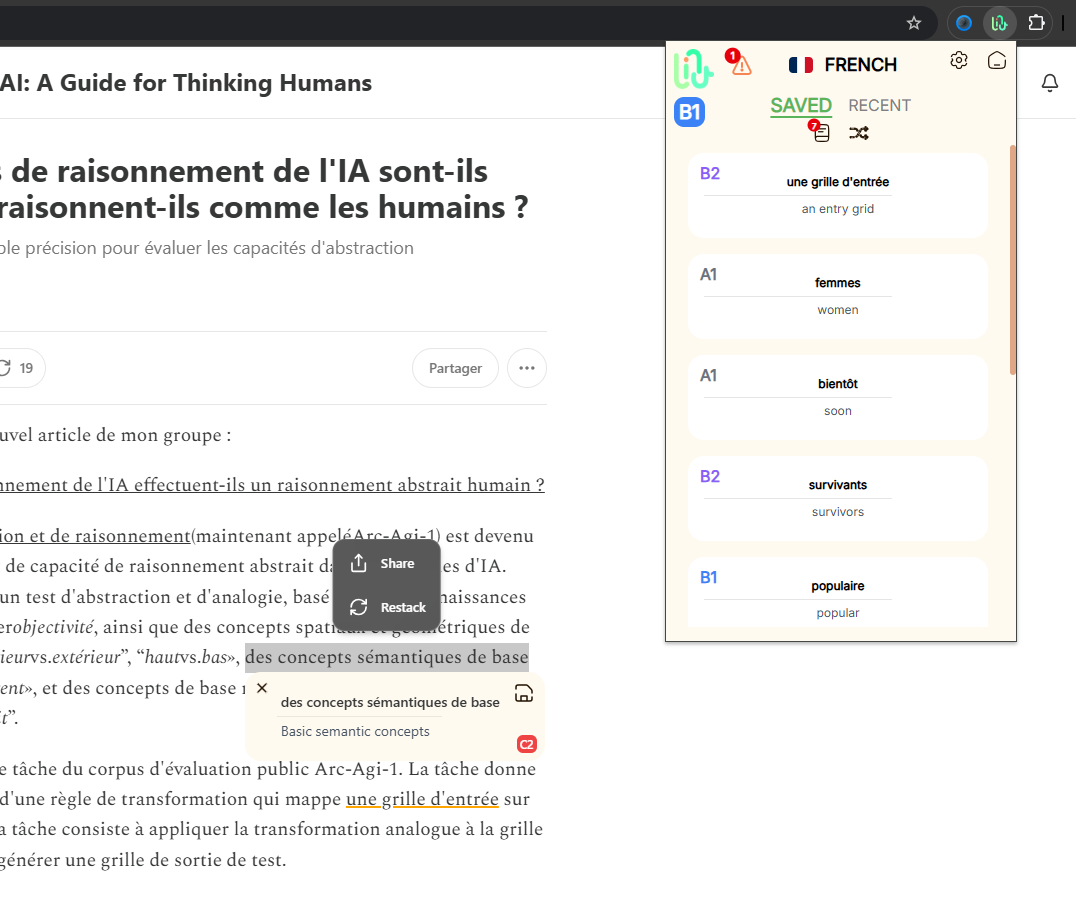 AI: A Guide for Thinking Humans
de raisonnement de l'IA sont-ils
raisonnent-ils comme les humains ?
ble précision pour évaluer les capacités d'abstraction
19
Partager
uvel article de mon groupe :
nnement de l'IA effectuent-ils un raisonnement abstrait humain ?
ion et de raisonnement(maintenant appeléArc-Agi-1) est devenu
de capacité de raisonnement abstrait da es d'IA.
un test d'abstraction et d'analogie, basé naissances
erobjectivité, ainsi que des concepts spatiaux et géométriques de
ieurvs.extérieur”, “hautvs.bas», des concepts sémantiques de base
ent», et des concepts de base
it”.
Share
Restack
des concepts sémantiques de base
Basic semantic concepts
C2
e tâche du corpus d'évaluation public Arc-Agi-1. La tâche donne
d'une règle de transformation qui mappe une grille d'entrée sur
a tâche consiste à appliquer la transformation analogue à la grille
générer une grille de sortie de test.
1
FRENCH
B1
SAVED RECENT
7
B2
une grille d'entrée
an entry grid
A1
femmes
women
A1
bientôt
soon
B2
survivants
survivors
B1
populaire
popular